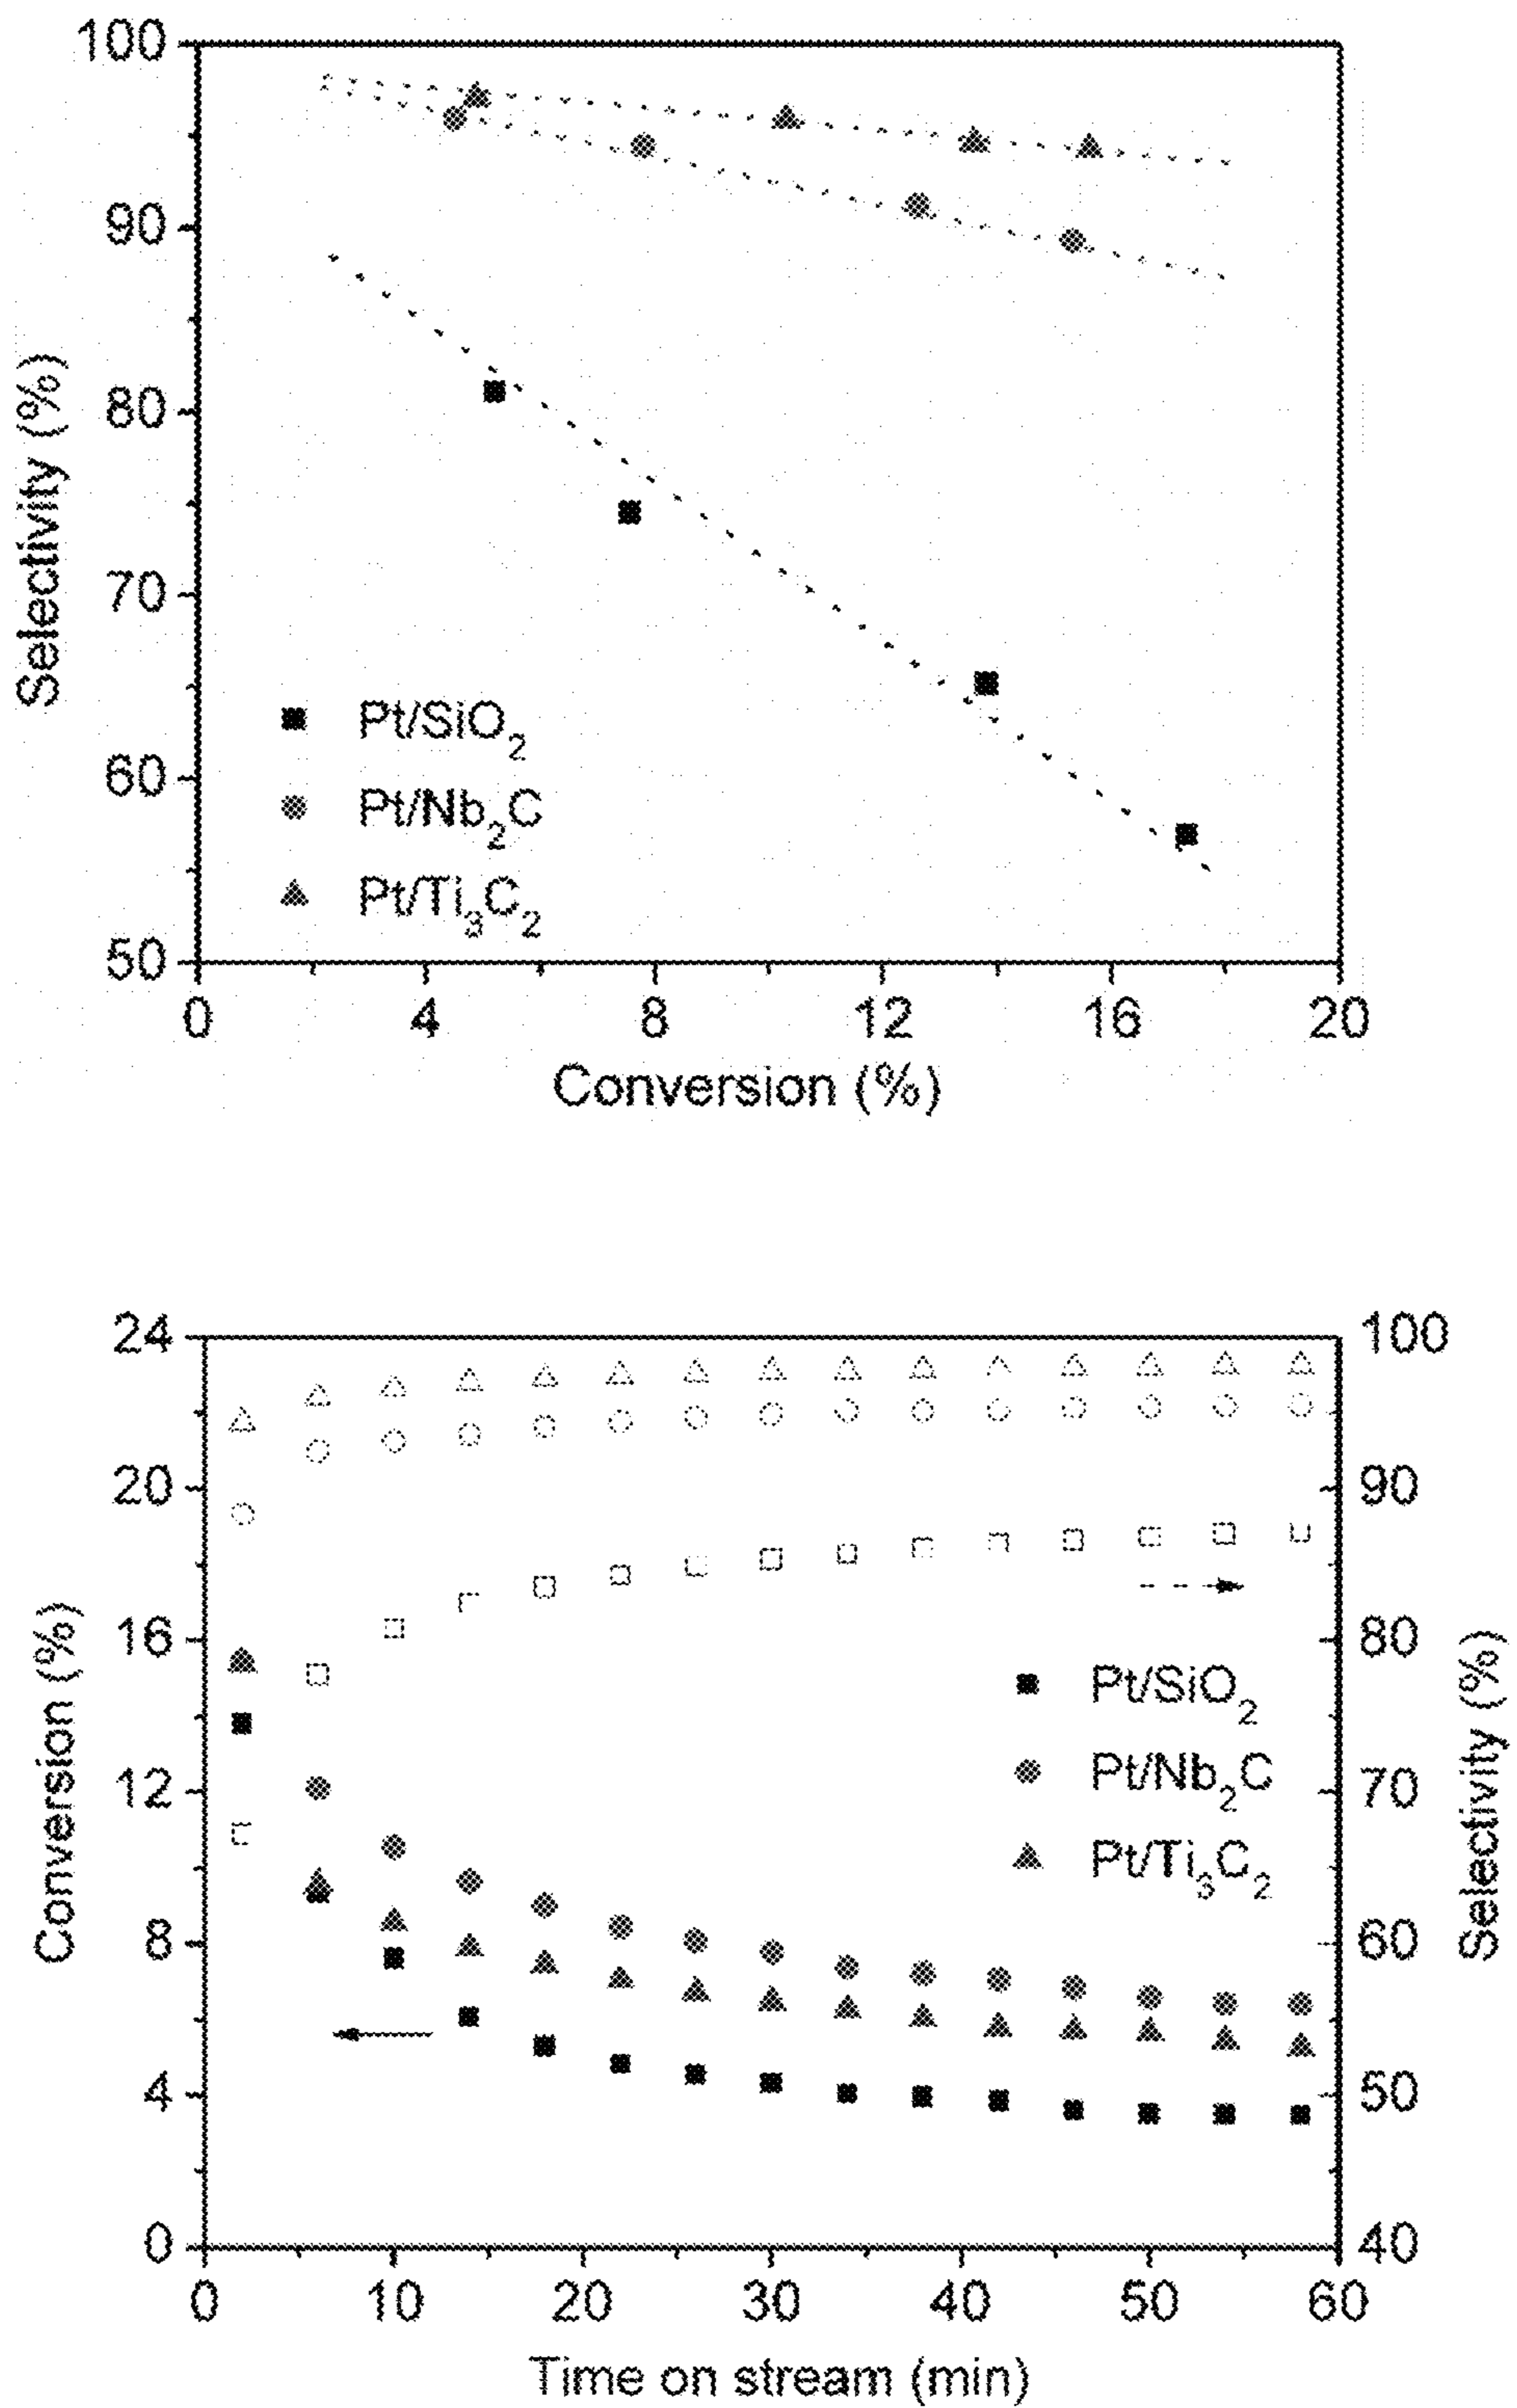 100
90
80
70
60
50
Selectivity (%)
Pt/SiO₂
Pt/Nb₂C
Pt/Ti₃C₂
0 4 8 12 16 20
Conversion (%)
24
20
16
12
8
4
0
Conversion (%)
100
90
80
70
60
50
40
Selectivity (%)
Pt/SiO₂
Pt/Nb₂C
Pt/Ti₃C₂
0 10 20 30 40 50 60
Time on stream (min)